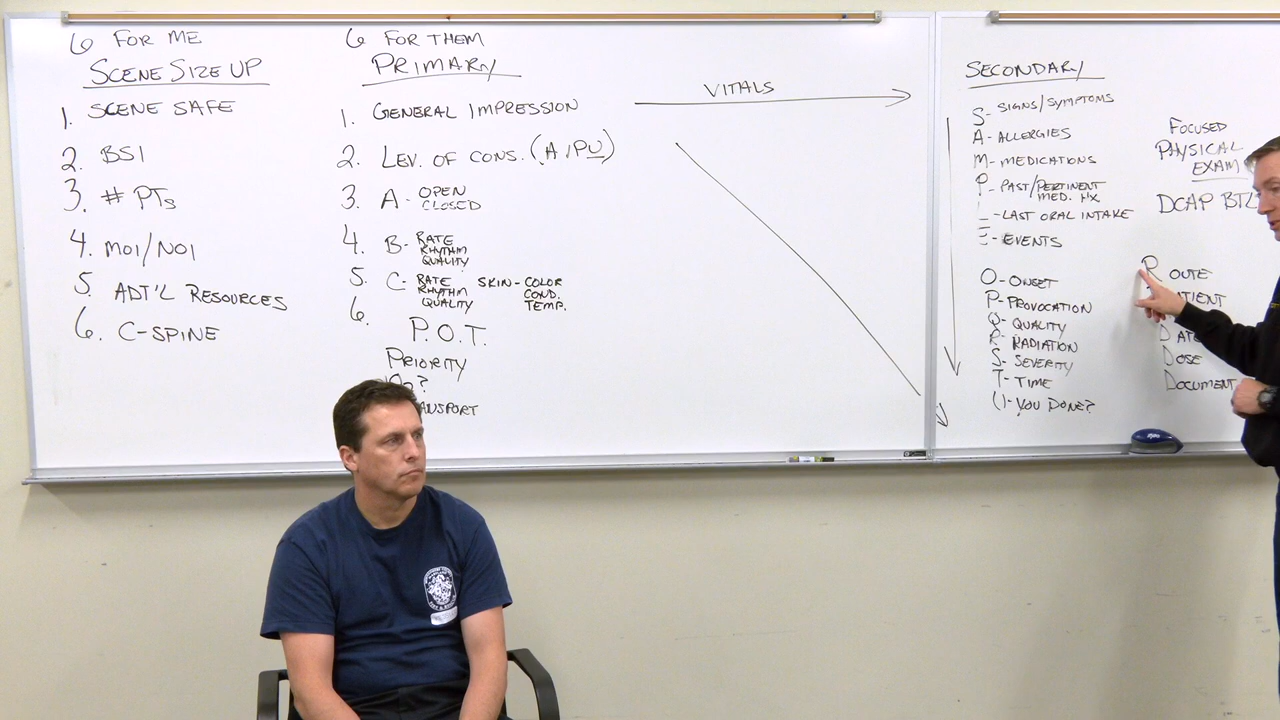 6 FOR ME
SCENE SIZE UP
1. SCENE SAFE
2. BSI
3. # PTs
4. MOI/NOI
5. ADT'L RESOURCES
6. C-SPINE
6 FOR THEM
PRIMARY
1. GENERAL IMPRESSION
2. LEV. OF CONS. (A,VPU)
3. A- OPEN
CLOSED
4. B- RATE
RHYTHM
QUALITY
5. C- RATE
RHYTHM
QUALITY
SKIN - COLOR
COND.
TEMP.
6. P.O.T.
PRIORITY
O2?
VITALS
SECONDARY
S- SIGNS/SYMPTOMS
A- ALLERGIES
M- MEDICATIONS
P- PAST/PERTINENT
MED. HX
L- LAST ORAL INTAKE
E- EVENTS
O- ONSET
P- PROVOCATION
Q- QUALITY
R- RADIATION
S- SEVERITY
T- TIME
U- YOU DONE?
FOCUSED
PHYSICAL
EXAM
DCAP BTL
ROUTE
DOSE
DOCUMENT